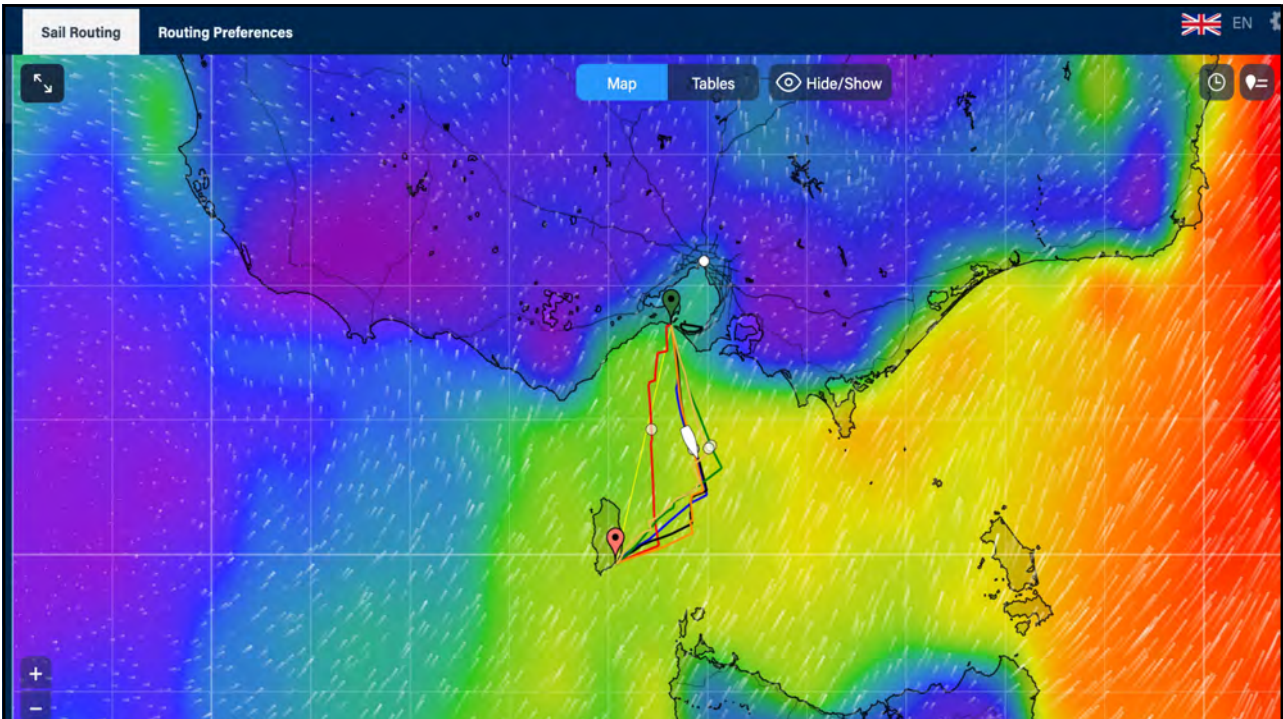 Sail Routing
Routing Preferences
EN
Map
Tables
Hide/Show
+
−